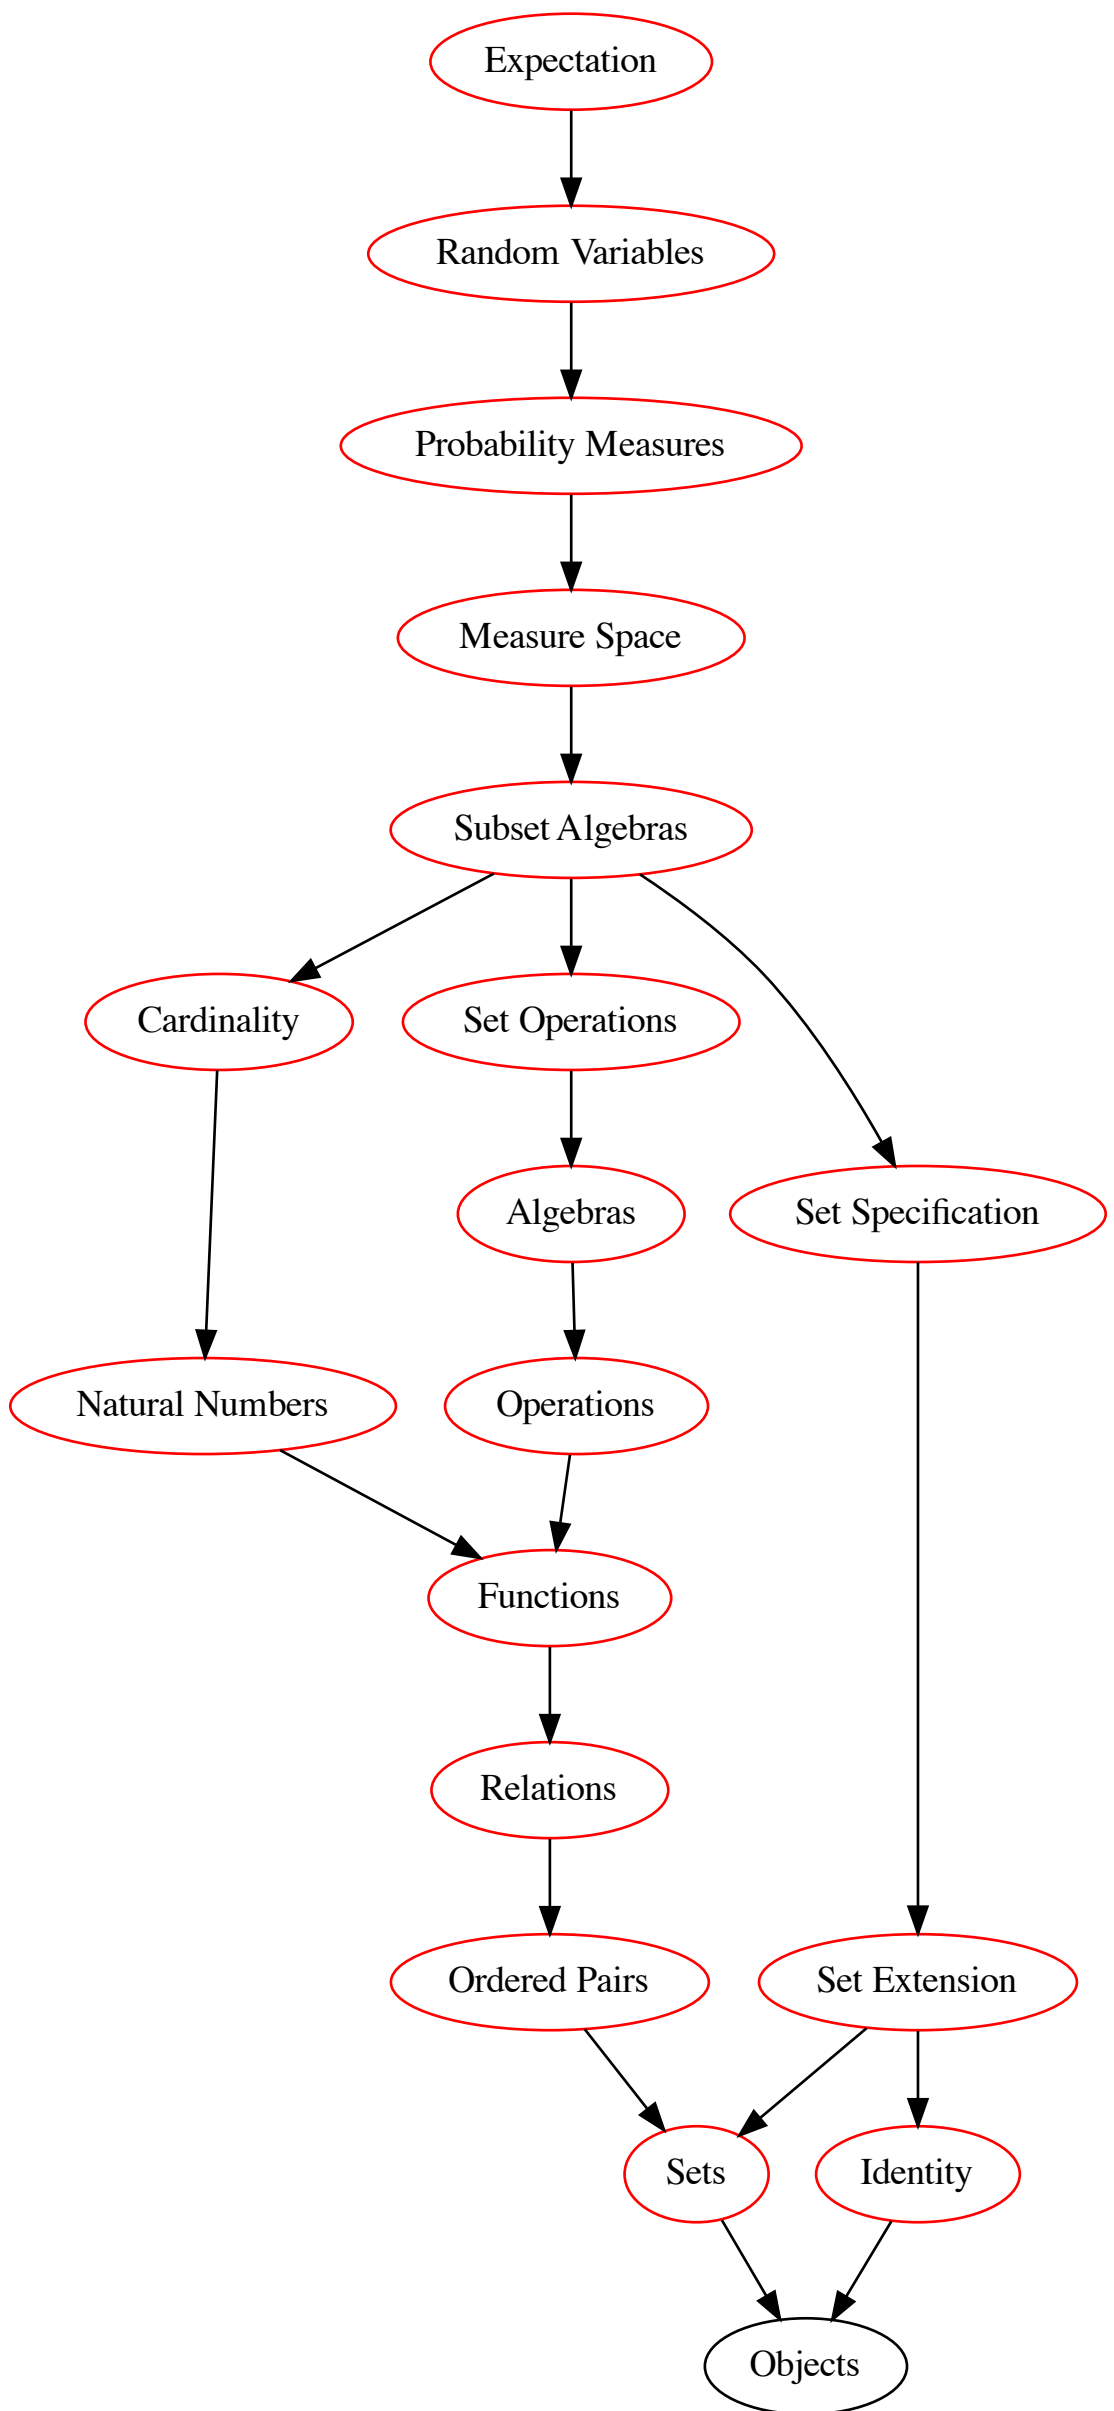 Expectation
Random Variables
Probability Measures
Measure Space
Subset Algebras
Cardinality
Set Operations
Algebras
Set Specification
Natural Numbers
Operations
Functions
Relations
Ordered Pairs
Set Extension
Sets
Identity
Objects